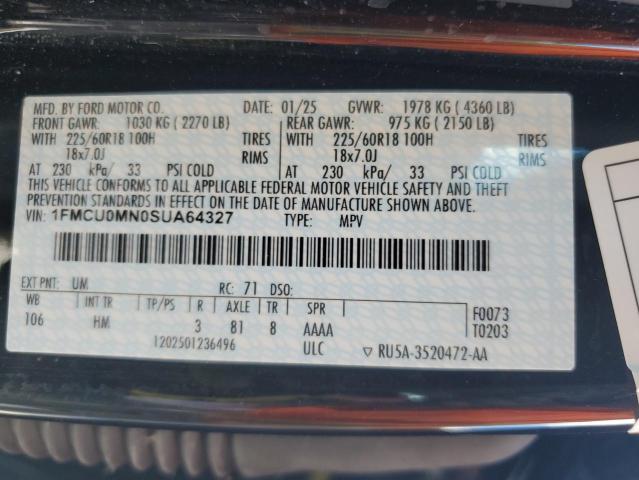 MFD. BY FORD MOTOR CO. DATE: 01/25 GVWR: 1978 KG ( 4360 LB)
FRONT GAWR: 1030 KG ( 2270 LB) REAR GAWR: 975 KG ( 2150 LB)
WITH 225/60R18 100H TIRES WITH 225/60R18 100H TIRES
18x7.0J RIMS 18x7.0J RIMS
AT 230 kPa/ 33 PSI COLD AT 230 kPa/ 33 PSI COLD
THIS VEHICLE CONFORMS TO ALL APPLICABLE FEDERAL MOTOR VEHICLE SAFETY AND THEFT
PREVENTION STANDARDS IN EFFECT ON THE DATE OF MANUFACTURE SHOWN ABOVE.
VIN: 1FMCU0MN0SUA64327 TYPE: MPV
EXT PNT: UM RC: 71 DSO:
WB INT TR TP/PS R AXLE TR SPR F0073
106 HM 3 81 8 AAAA T0203
1202501236496 ULC ▽ RU5A-3520472-AA